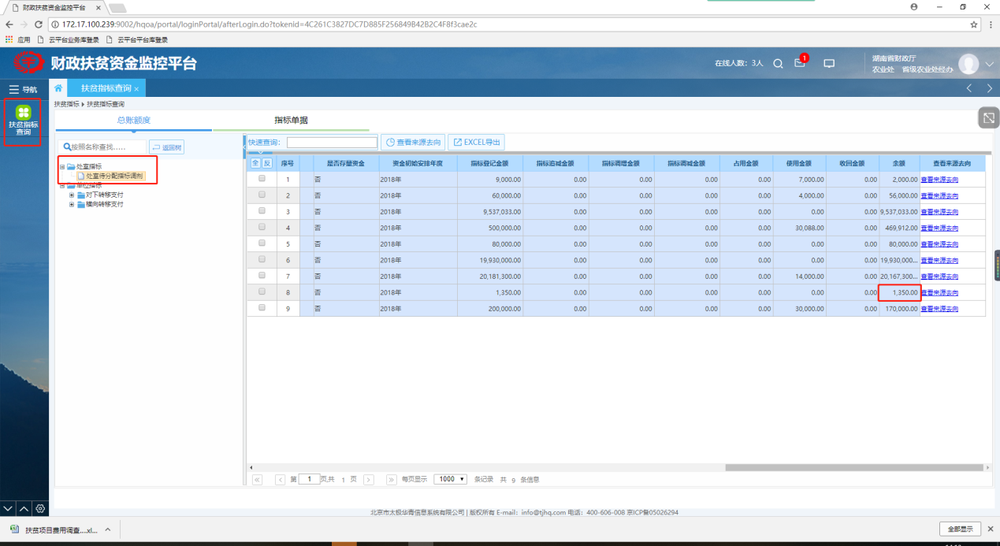 财政扶贫资金监控平台
172.17.100.239:9002/hqoa/portal/loginPortal/afterLogin.do?tokenid=4C261C3827DC7D885F256849B42B2C4F8f3cae2c
应用 云平台业务库登录 云平台平台库登录
财政扶贫资金监控平台
在线人数：3人 1
湖南省财政厅
农业处 省级农业处经办
导航 扶贫指标查询 ×
扶贫指标 扶贫指标查询
扶贫指标
查询
总账额度 指标单据
按照名称查找..... 返回树
快速查询： 查看来源去向 EXCEL导出
处室指标
处室待分配指标调剂
单位指标
对下转移支付
横向转移支付
全 反 序号 是否存量资金 资金初始安排年度 指标登记金额 指标追减金额 指标调增金额 指标调减金额 占用金额 使用金额 收回金额 余额 查看来源去向
1 否 2018年 9,000.00 0.00 0.00 0.00 0.00 7,000.00 0.00 2,000.00 查看来源去向
2 否 2018年 60,000.00 0.00 0.00 0.00 0.00 4,000.00 0.00 56,000.00 查看来源去向
3 否 2018年 9,537,033.00 0.00 0.00 0.00 0.00 0.00 0.00 9,537,033.00 查看来源去向
4 否 2018年 500,000.00 0.00 0.00 0.00 0.00 30,088.00 0.00 469,912.00 查看来源去向
5 否 2018年 80,000.00 0.00 0.00 0.00 0.00 0.00 0.00 80,000.00 查看来源去向
6 否 2018年 19,930,000.00 0.00 0.00 0.00 0.00 0.00 0.00 19,930,000... 查看来源去向
7 否 2018年 20,181,300.00 0.00 0.00 0.00 0.00 14,000.00 0.00 20,167,300... 查看来源去向
8 否 2018年 1,350.00 0.00 0.00 0.00 0.00 0.00 0.00 1,350.00 查看来源去向
9 否 2018年 200,000.00 0.00 0.00 0.00 0.00 30,000.00 0.00 170,000.00 查看来源去向
第 1 页,共 1 页 每页显示 1000 条记录 共 9 条信息
北京市太极华青信息系统有限公司 | 版权所有 E-mail：info@tjhq.com 电话：400-606-008 京ICP备05026294
扶贫项目费用调查....xl... 全部显示